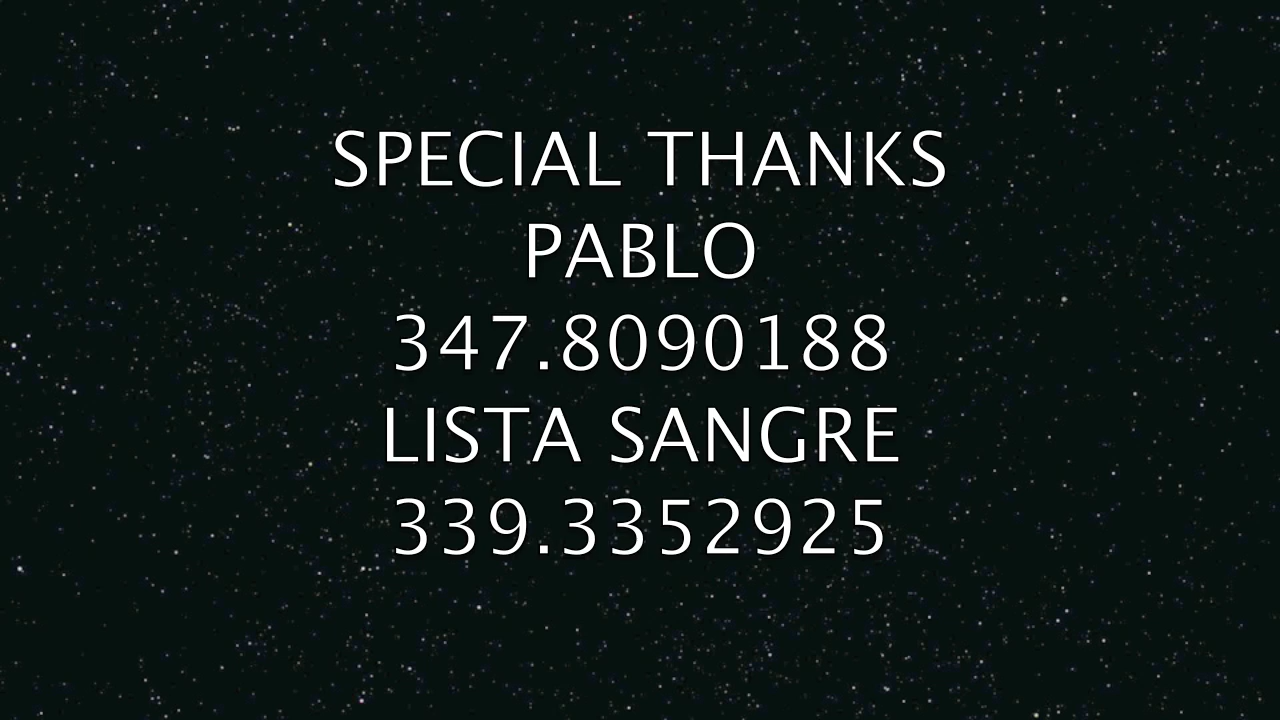 SPECIAL THANKS
PABLO
347.8090188
LISTA SANGRE
339.3352925